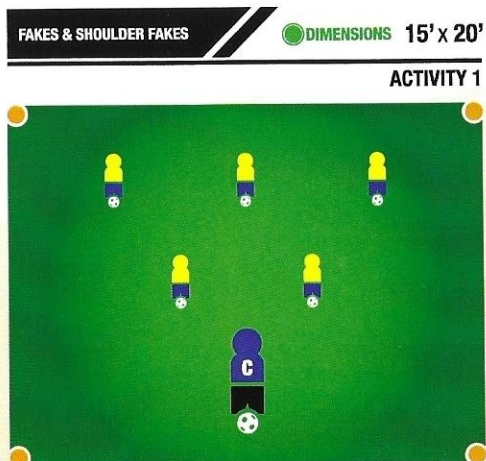 FAKES & SHOULDER FAKES
DIMENSIONS 15' x 20'
ACTIVITY 1
C